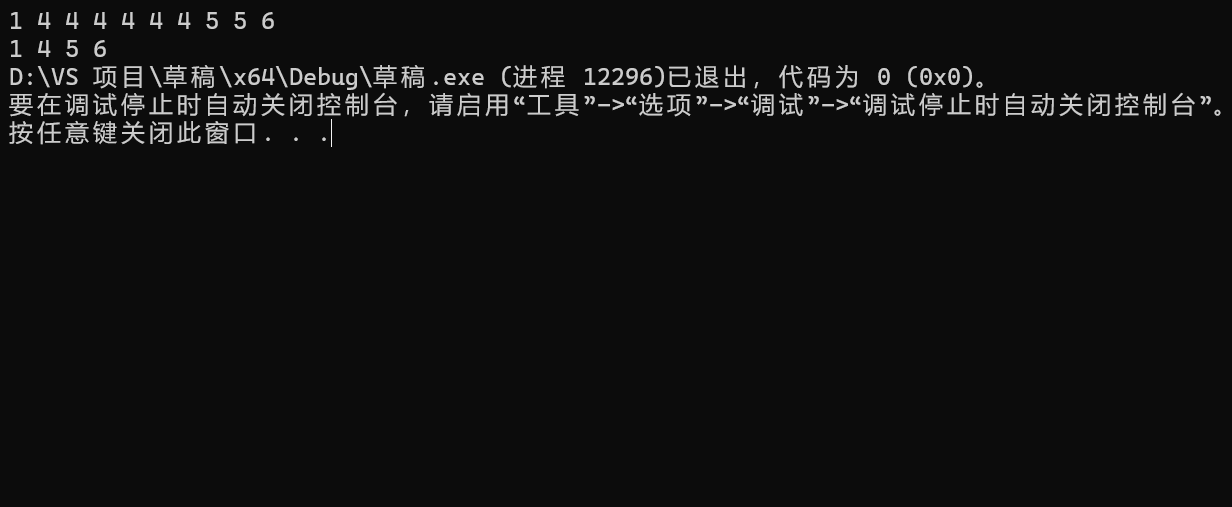 1 4 4 4 4 4 4 5 5 6
1 4 5 6
D:\VS 项目\草稿\x64\Debug\草稿.exe (进程 12296)已退出，代码为 0 (0x0)。
要在调试停止时自动关闭控制台，请启用“工具”->“选项”->“调试”->“调试停止时自动关闭控制台”。
按任意键关闭此窗口. . .